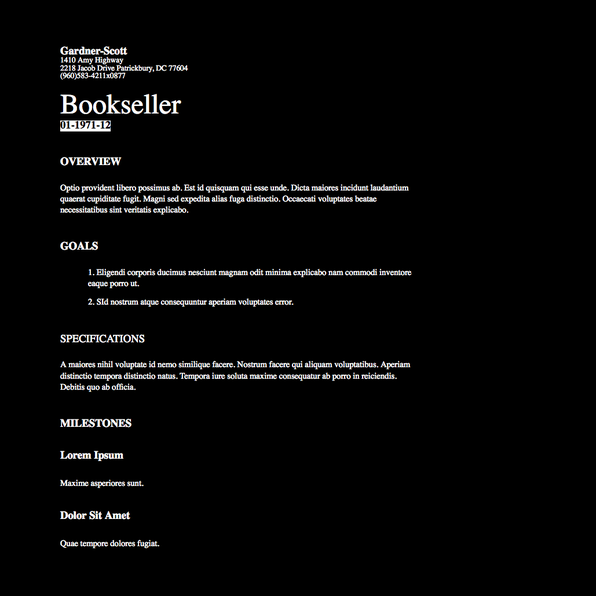 Gardner-Scott
1410 Amy Highway
2218 Jacob Drive Patrickbury, DC 77604
(960)583-4211x0877
Bookseller
01-1971-12
OVERVIEW
Optio provident libero possimus ab. Est id quisquam qui esse unde. Dicta maiores incidunt laudantium
quaerat cupiditate fugit. Magni sed expedita alias fuga distinctio. Occaecati voluptates beatae
necessitatibus sint veritatis explicabo.
GOALS
1. Eligendi corporis ducimus nesciunt magnam odit minima explicabo nam commodi inventore
eaque porro ut.
2. SId nostrum atque consequuntur aperiam voluptates error.
SPECIFICATIONS
A maiores nihil voluptate id nemo similique facere. Nostrum facere qui aliquam voluptatibus. Aperiam
distinctio tempora distinctio natus. Tempora iure soluta maxime consequatur ab porro in reiciendis.
Debitis quo ab officia.
MILESTONES
Lorem Ipsum
Maxime asperiores sunt.
Dolor Sit Amet
Quae tempore dolores fugiat.